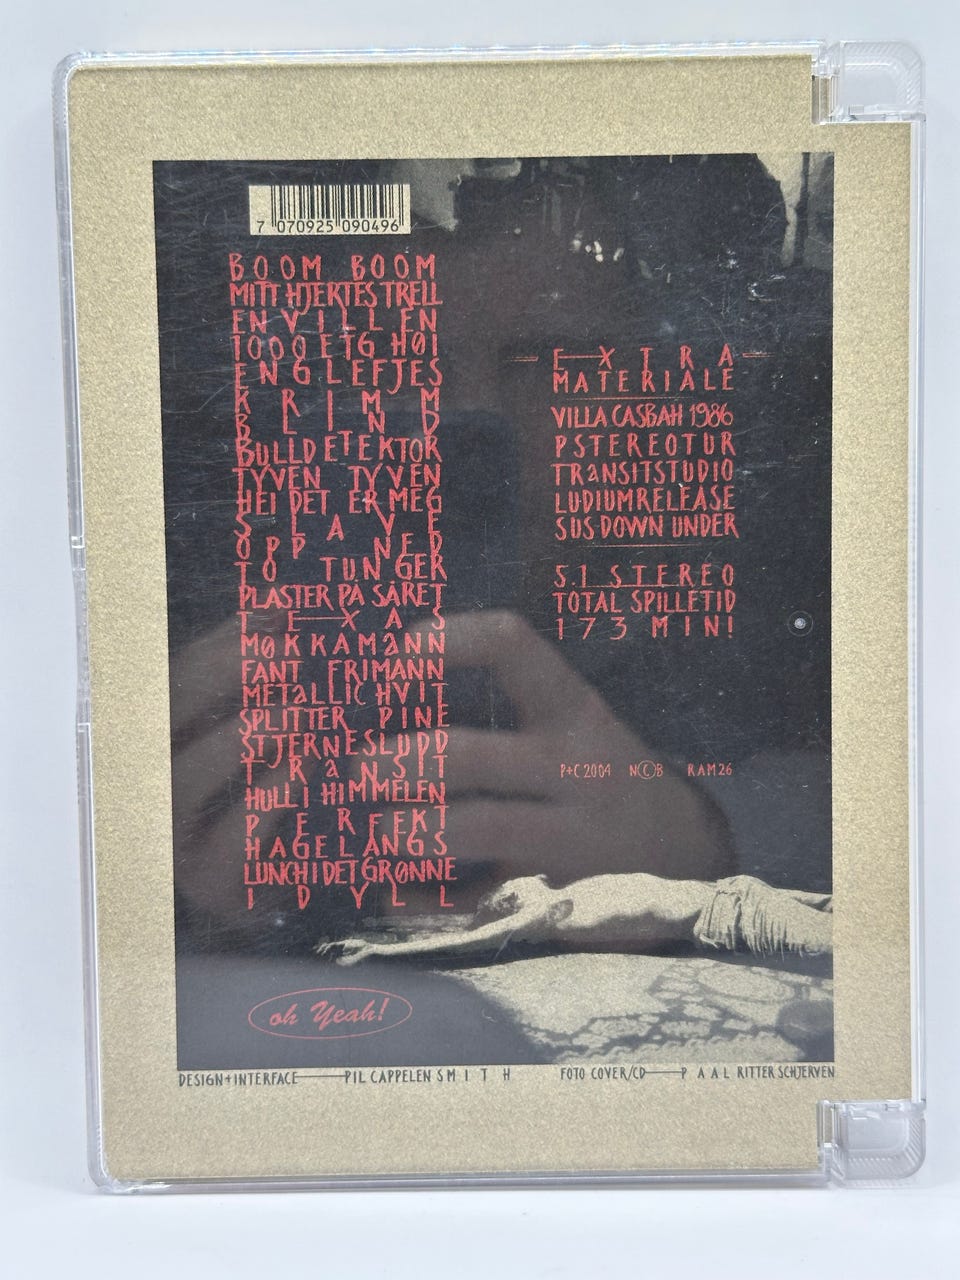 7 070925 090496
BOOM BOOM
MITT HJERTES TRELL
EN VILL EN
1000 ETG HØI
ENGLEFJES
KRIMM
BLIND
BULLDETEKTOR
TYVEN TYVEN
HEI DET ER MEG
SLAVE
OPP NED
TO TUNGER
PLASTER PÅ SÅRET
TEXAS
MØKKAMANN
FANT FRIMANN
METALLIC HVIT
SPLITTER PINE
STJERNESLUDD
TRANSIT
HULL I HIMMELEN
PERFEKT
HAGELANGS
LUNCH I DET GRØNNE
IDYLL
EXTRA
MATERIALE
VILLA CASBAH 1986
PSTEREOTUR
TRANSITSTUDIO
LUDIUMRELEASE
SUS DOWN UNDER
5.1 STEREO
TOTAL SPILLETID
173 MIN!
P+C 2004 NCB RAM26
oh Yeah!
DESIGN+INTERFACE—PIL CAPPELEN SMITH
FOTO COVER/CD—PAAL RITTER SCHJERVEN